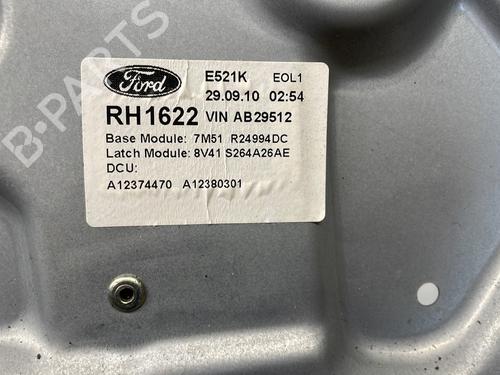 Ford
E521K EOL1
29.09.10 02:54
RH1622 VIN AB29512
Base Module: 7M51 R24994DC
Latch Module: 8V41 S264A26AE
DCU:
A12374470 A12380301
B-PARTS